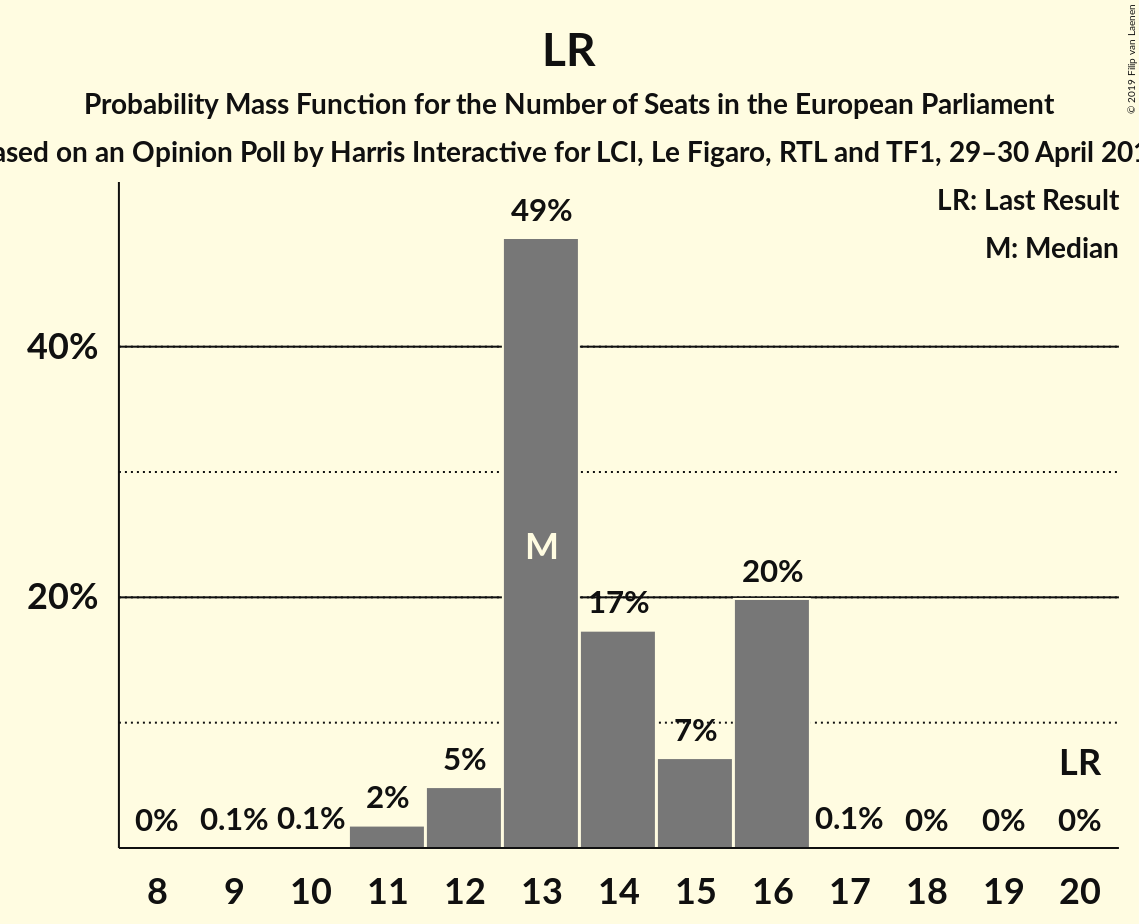 LR
Probability Mass Function for the Number of Seats in the European Parliament
on an Opinion Poll by Harris Interactive for LCI, Le Figaro, RTL and TF1, 29–30 April
LR: Last Result
M: Median
49%
40%
M
20%
20%
17%
7%
5%
2%
LR
0% 0.1% 0.1% 0.1% 0% 0% 0%
8 9 10 11 12 13 14 15 16 17 18 19 20
© 2019 Filip van Laenen